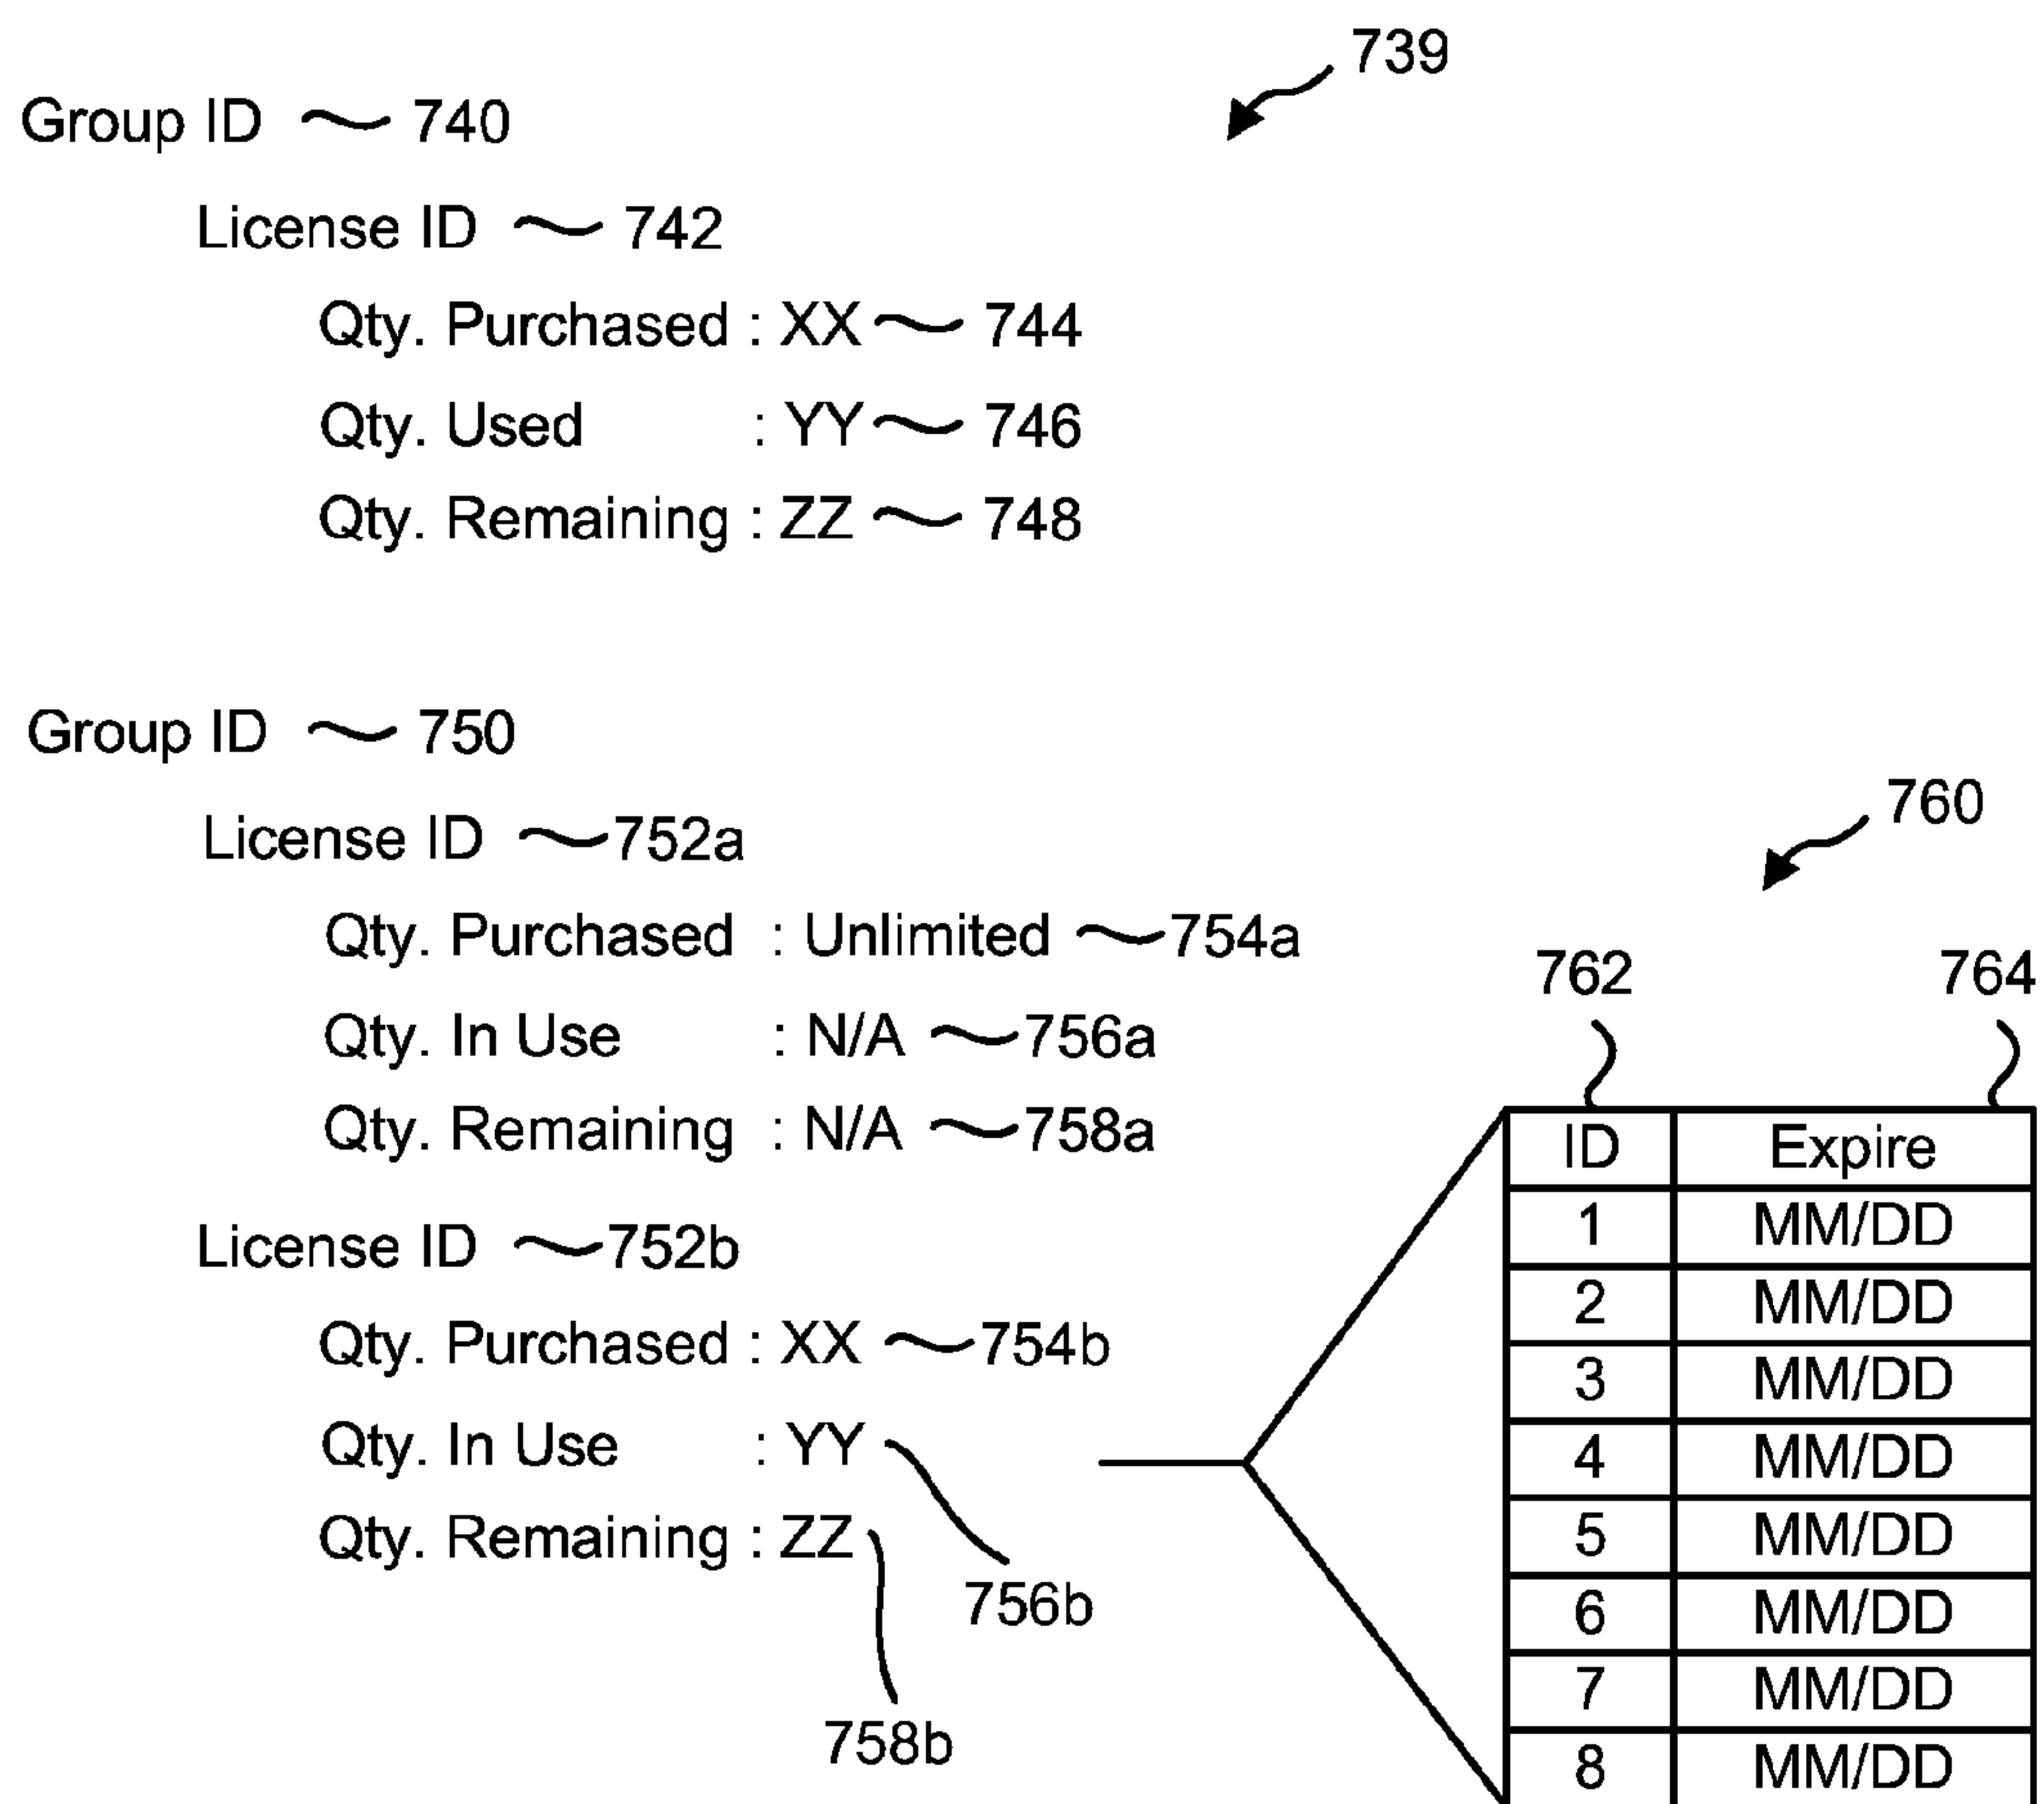 739
Group ID 740
License ID 742
Qty. Purchased : XX 744
Qty. Used : YY 746
Qty. Remaining : ZZ 748
Group ID 750
760
License ID 752a
Qty. Purchased : Unlimited 754a
762 764
Qty. In Use : N/A 756a
Qty. Remaining : N/A 758a
License ID 752b
Qty. Purchased : XX 754b
Qty. In Use : YY
756b
Qty. Remaining : ZZ
758b
ID Expire
1 MM/DD
2 MM/DD
3 MM/DD
4 MM/DD
5 MM/DD
6 MM/DD
7 MM/DD
8 MM/DD